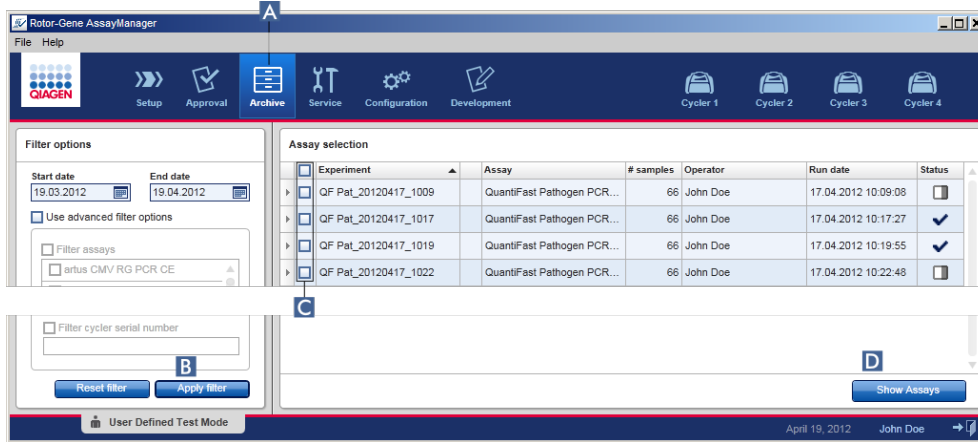 A
Rotor-Gene AssayManager
File Help
QIAGEN
Setup Approval Archive Service Configuration Development Cycler 1 Cycler 2 Cycler 3 Cycler 4
Filter options
Start date End date
19.03.2012 19.04.2012
Use advanced filter options
Filter assays
artus CMV RG PCR CE
Filter cycler serial number
B
Reset filter Apply filter
Assay selection
Experiment Assay # samples Operator Run date Status
QF Pat_20120417_1009 QuantiFast Pathogen PCR... 66 John Doe 17.04.2012 10:09:08
QF Pat_20120417_1017 QuantiFast Pathogen PCR... 66 John Doe 17.04.2012 10:17:27
QF Pat_20120417_1019 QuantiFast Pathogen PCR... 66 John Doe 17.04.2012 10:19:55
QF Pat_20120417_1022 QuantiFast Pathogen PCR... 66 John Doe 17.04.2012 10:22:48
C
D
Show Assays
User Defined Test Mode April 19, 2012 John Doe